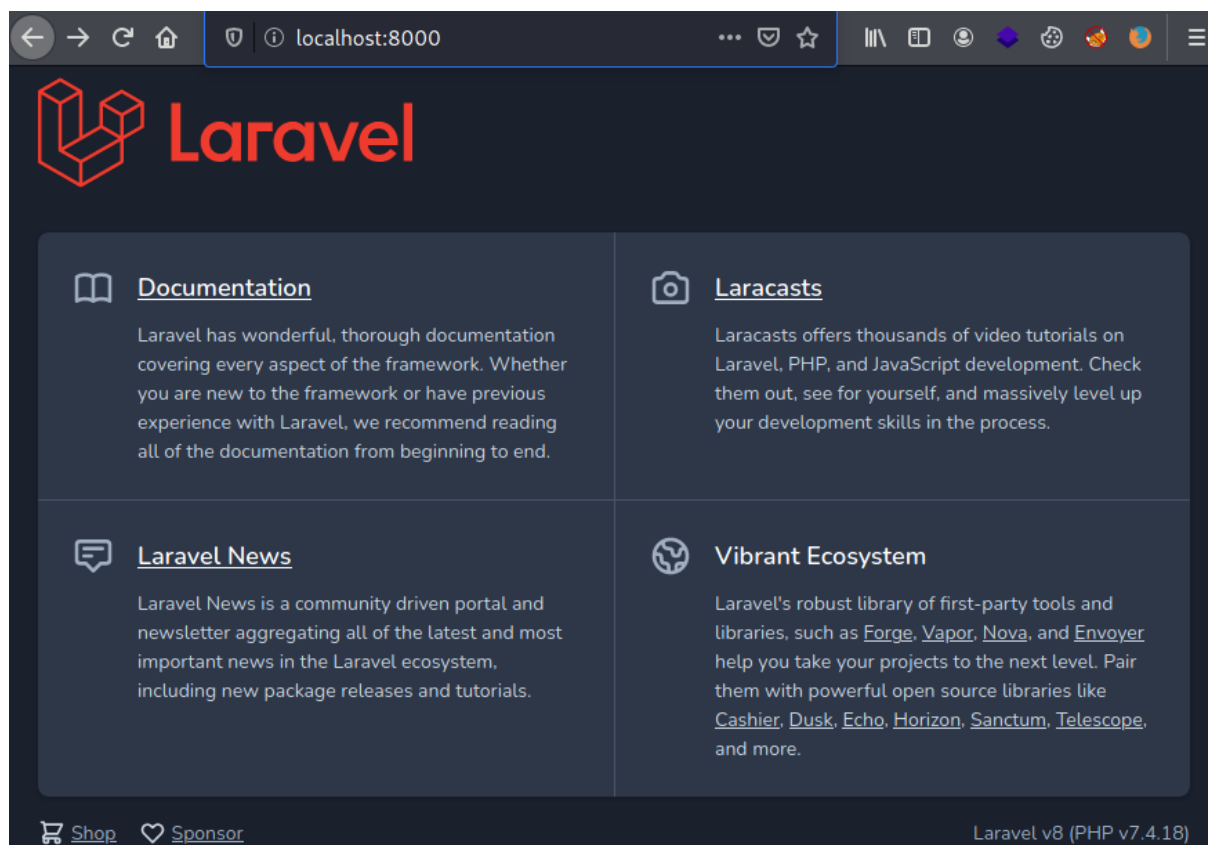 localhost:8000
Laravel
Documentation
Laravel has wonderful, thorough documentation
covering every aspect of the framework. Whether
you are new to the framework or have previous
experience with Laravel, we recommend reading
all of the documentation from beginning to end.
Laracasts
Laracasts offers thousands of video tutorials on
Laravel, PHP, and JavaScript development. Check
them out, see for yourself, and massively level up
your development skills in the process.
Laravel News
Laravel News is a community driven portal and
newsletter aggregating all of the latest and most
important news in the Laravel ecosystem,
including new package releases and tutorials.
Vibrant Ecosystem
Laravel's robust library of first-party tools and
libraries, such as Forge, Vapor, Nova, and Envoyer
help you take your projects to the next level. Pair
them with powerful open source libraries like
Cashier, Dusk, Echo, Horizon, Sanctum, Telescope,
and more.
Shop Sponsor
Laravel v8 (PHP v7.4.18)